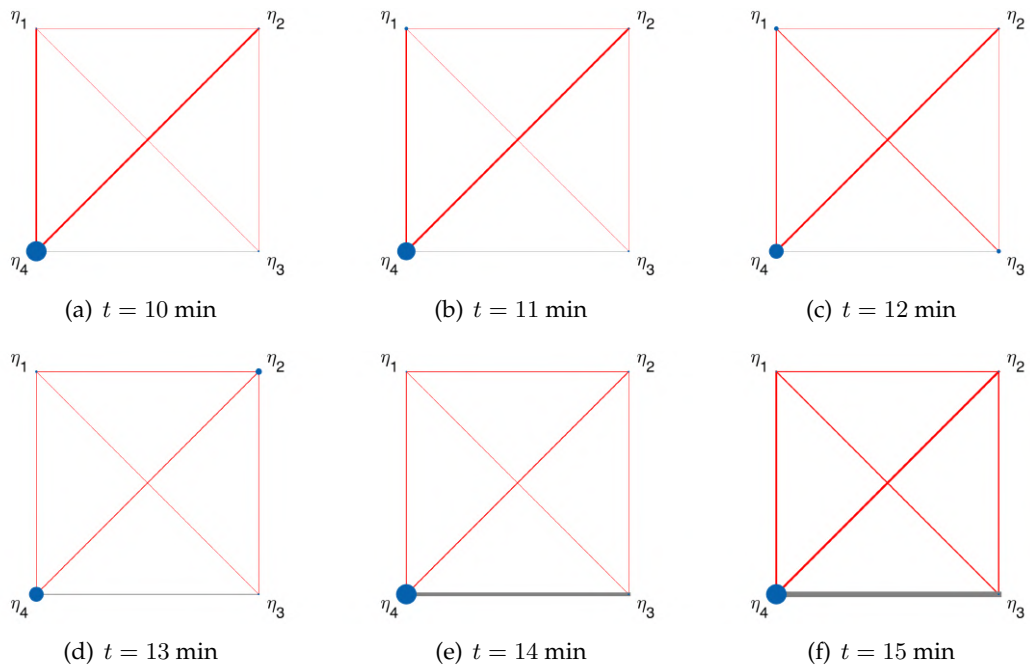 η1 η2 η1 η2 η1 η2
η4 η3 η4 η3 η4 η3
(a) t = 10 min (b) t = 11 min (c) t = 12 min
η1 η2 η1 η2 η1 η2
η4 η3 η4 η3 η4 η3
(d) t = 13 min (e) t = 14 min (f) t = 15 min